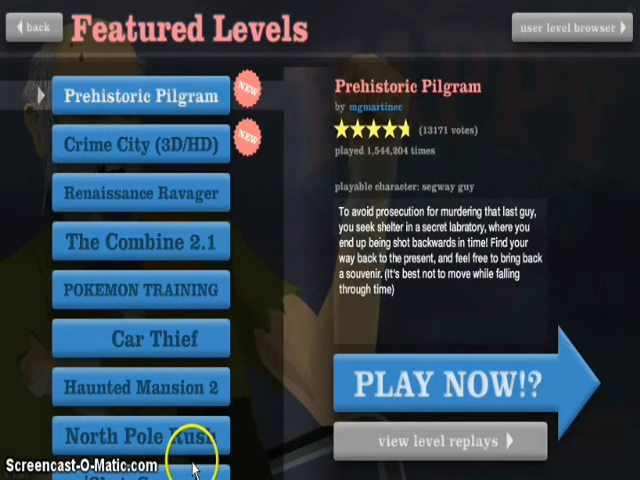 back
Featured Levels
user level browser
Prehistoric Pilgram
NEW
Crime City (3D/HD)
NEW
Renaissance Ravager
The Combine 2.1
POKEMON TRAINING
Car Thief
Haunted Mansion 2
North Pole Rush
Prehistoric Pilgram
by mgmartinec
(13171 votes)
played 1,544,204 times
playable character: segway guy
To avoid prosecution for murdering that last guy,
you seek shelter in a secret labratory, where you
end up being shot backwards in time! Find your
way back to the present, and feel free to bring back
a souvenir. (It's best not to move while falling
through time)
PLAY NOW!?
view level replays
Screencast-O-Matic.com